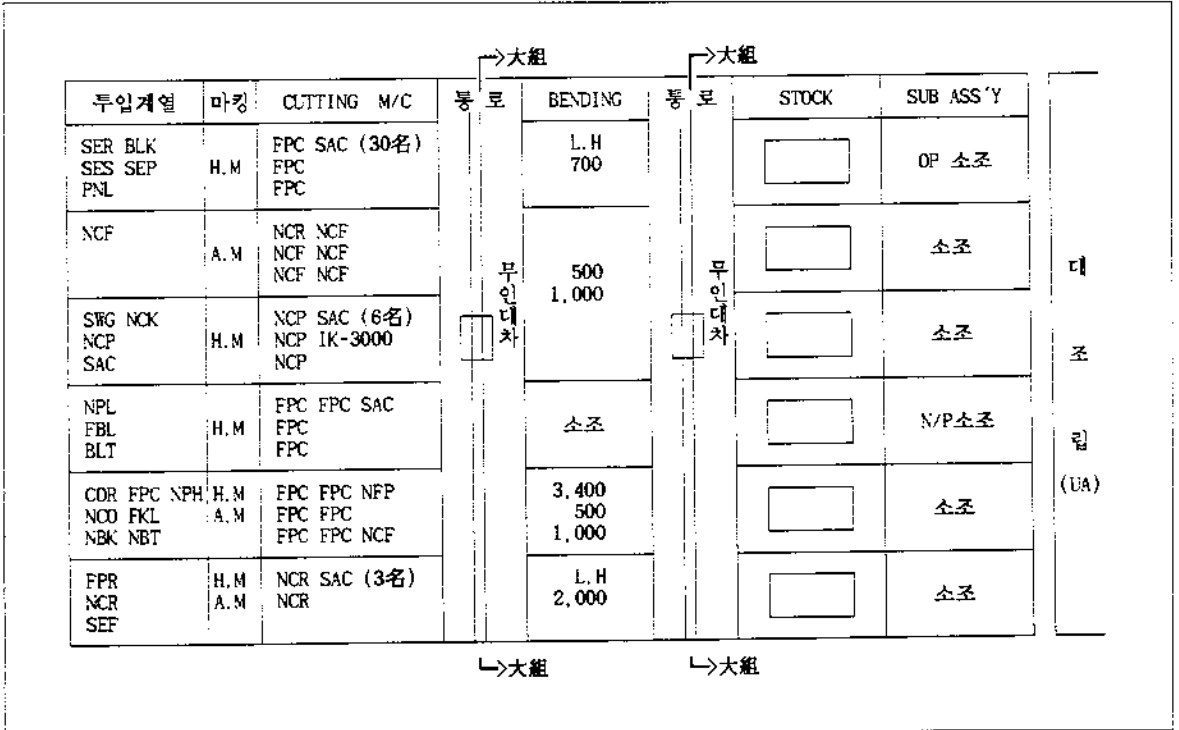 →大組 →大組
투입계열 마킹 CUTTING M/C 통 로 BENDING 통 로 STOCK SUB ASS'Y
SER BLK FPC SAC (30名) L.H
SES SEP H.M FPC 700 OP 소조
PNL FPC
NCF NCR NCF
A.M NCF NCF 소조
NCF NCF
500
1,000
무인대차
무인대차
SWG NCK NCP SAC (6名)
NCP H.M NCP IK-3000 소조
SAC NCP
NPL FPC FPC SAC
FBL H.M FPC 소조 N/P소조
BLT FPC
COR FPC NPH H.M FPC FPC NFP 3,400
NCO FKL A.M FPC FPC 500 소조
NBK NBT FPC FPC NCF 1,000
FPR H.M NCR SAC (3名) L.H
NCR A.M NCR 2,000 소조
SEF
대
조
립
(UA)
→大組 →大組